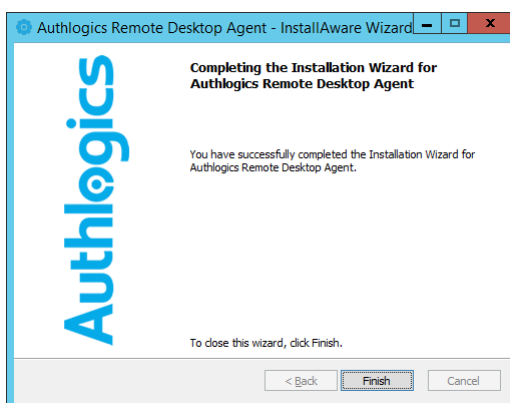 Authlogics Remote Desktop Agent - InstallAware Wizard
Authlogics
Completing the Installation Wizard for
Authlogics Remote Desktop Agent
You have successfully completed the Installation Wizard for
Authlogics Remote Desktop Agent.
To close this wizard, click Finish.
< Back
Finish
Cancel